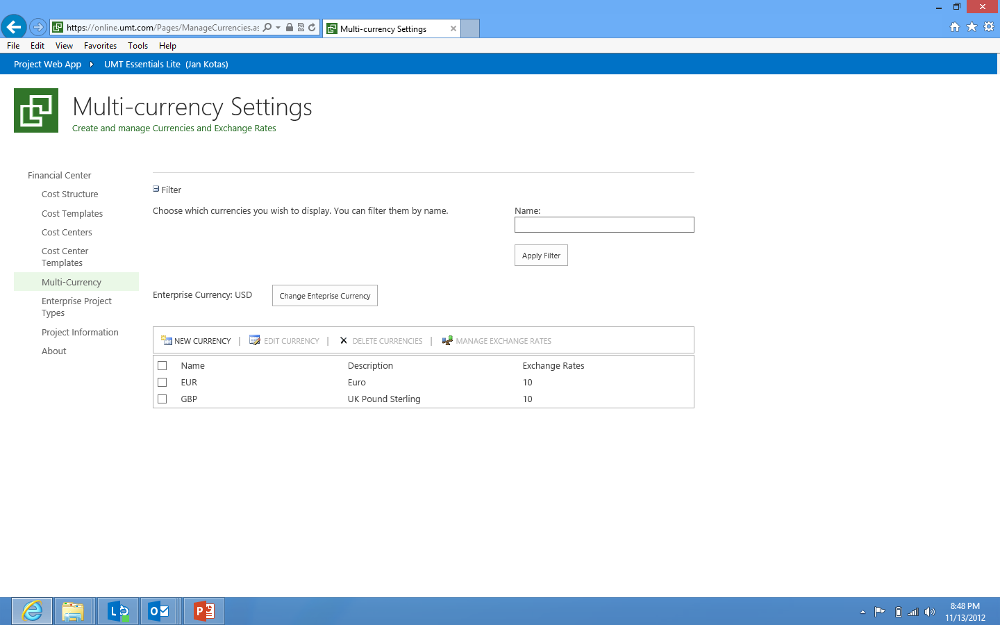 https://online.umt.com/Pages/ManageCurrencies.as
Multi-currency Settings
File Edit View Favorites Tools Help
Project Web App UMT Essentials Lite (Jan Kotas)
Multi-currency Settings
Create and manage Currencies and Exchange Rates
Financial Center
Cost Structure
Cost Templates
Cost Centers
Cost Center
Templates
Multi-Currency
Enterprise Project
Types
Project Information
About
Filter
Choose which currencies you wish to display. You can filter them by name.
Name:
Apply Filter
Enterprise Currency: USD
Change Enteprise Currency
NEW CURRENCY | EDIT CURRENCY | DELETE CURRENCIES | MANAGE EXCHANGE RATES
Name Description Exchange Rates
EUR Euro 10
GBP UK Pound Sterling 10
8:48 PM
11/13/2012